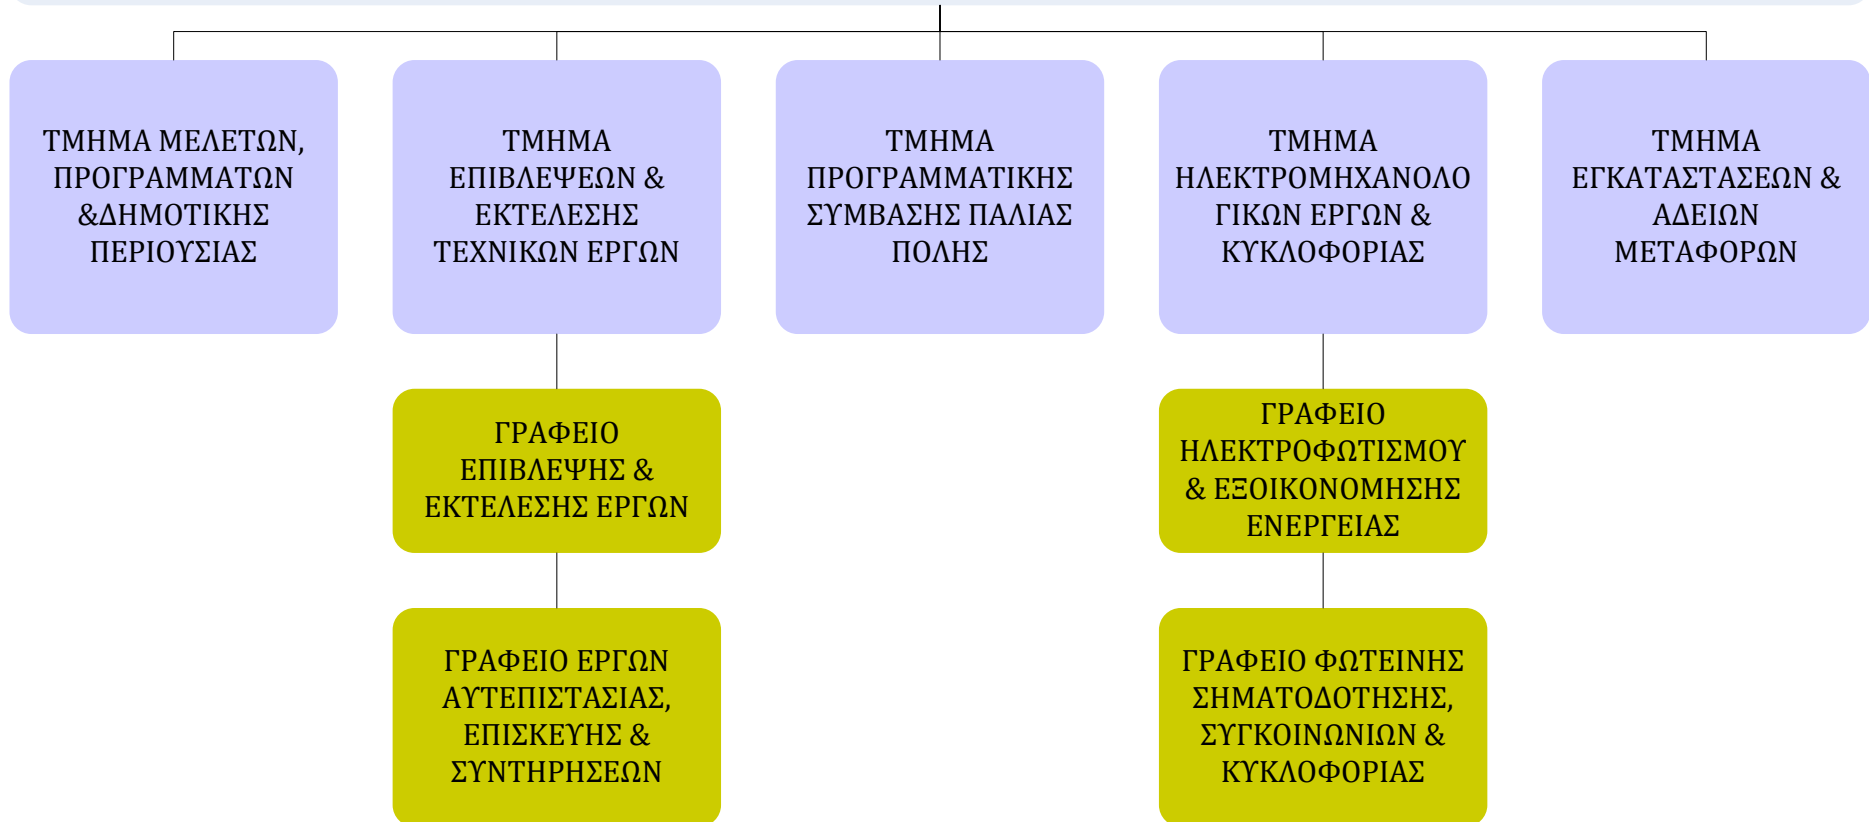 ΤΜΗΜΑ ΜΕΛΕΤΩΝ,
ΠΡΟΓΡΑΜΜΑΤΩΝ
&ΔΗΜΟΤΙΚΗΣ
ΠΕΡΙΟΥΣΙΑΣ
ΤΜΗΜΑ
ΕΠΙΒΛΕΨΕΩΝ &
ΕΚΤΕΛΕΣΗΣ
ΤΕΧΝΙΚΩΝ ΕΡΓΩΝ
ΤΜΗΜΑ
ΠΡΟΓΡΑΜΜΑΤΙΚΗΣ
ΣΥΜΒΑΣΗΣ ΠΑΛΙΑΣ
ΠΟΛΗΣ
ΤΜΗΜΑ
ΗΛΕΚΤΡΟΜΗΧΑΝΟΛΟ
ΓΙΚΩΝ ΕΡΓΩΝ &
ΚΥΚΛΟΦΟΡΙΑΣ
ΤΜΗΜΑ
ΕΓΚΑΤΑΣΤΑΣΕΩΝ &
ΑΔΕΙΩΝ
ΜΕΤΑΦΟΡΩΝ
ΓΡΑΦΕΙΟ
ΕΠΙΒΛΕΨΗΣ &
ΕΚΤΕΛΕΣΗΣ ΕΡΓΩΝ
ΓΡΑΦΕΙΟ
ΗΛΕΚΤΡΟΦΩΤΙΣΜΟΥ
& ΕΞΟΙΚΟΝΟΜΗΣΗΣ
ΕΝΕΡΓΕΙΑΣ
ΓΡΑΦΕΙΟ ΕΡΓΩΝ
ΑΥΤΕΠΙΣΤΑΣΙΑΣ,
ΕΠΙΣΚΕΥΗΣ &
ΣΥΝΤΗΡΗΣΕΩΝ
ΓΡΑΦΕΙΟ ΦΩΤΕΙΝΗΣ
ΣΗΜΑΤΟΔΟΤΗΣΗΣ,
ΣΥΓΚΟΙΝΩΝΙΩΝ &
ΚΥΚΛΟΦΟΡΙΑΣ